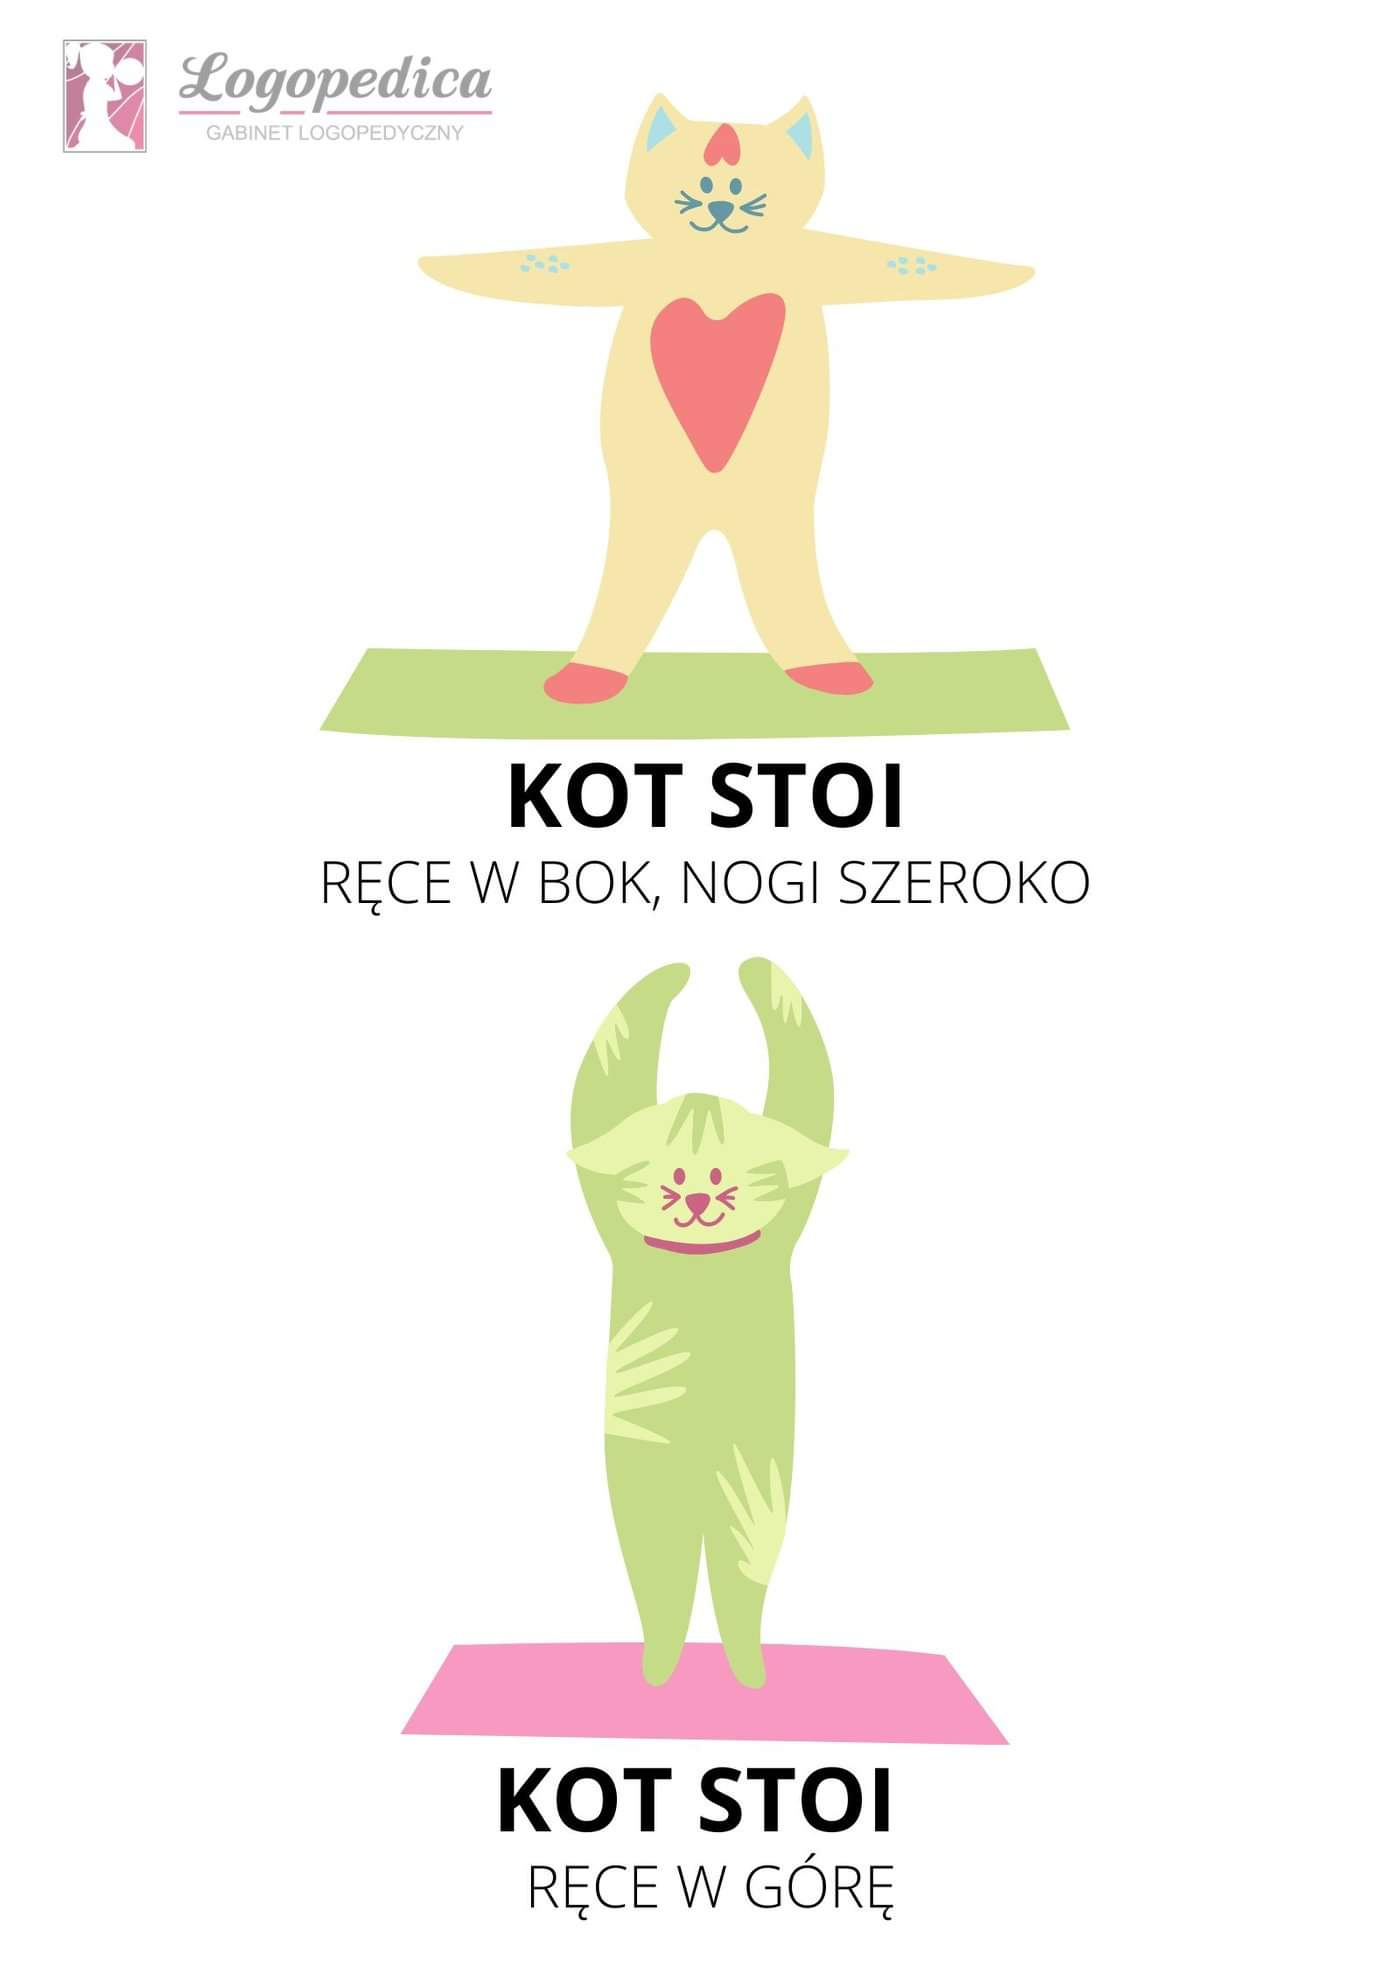 Logopedica
GABINET LOGOPEDYCZNY
KOT STOI
RĘCE W BOK, NOGI SZEROKO
KOT STOI
RĘCE W GÓRĘ